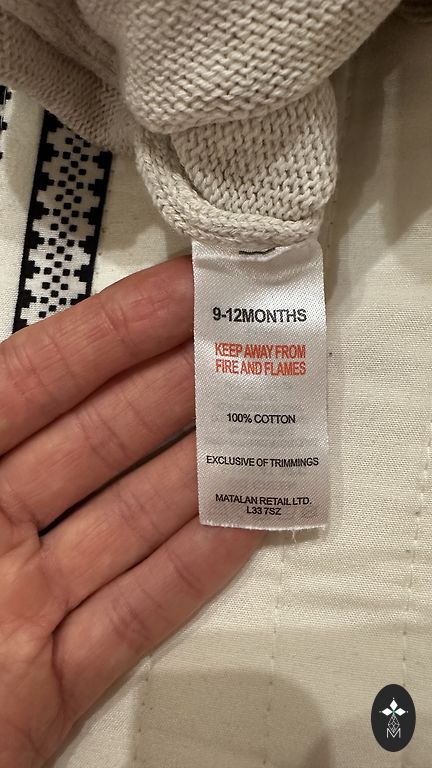 9-12MONTHS
KEEP AWAY FROM
FIRE AND FLAMES
100% COTTON
EXCLUSIVE OF TRIMMINGS
MATALAN RETAIL LTD.
L33 7SZ